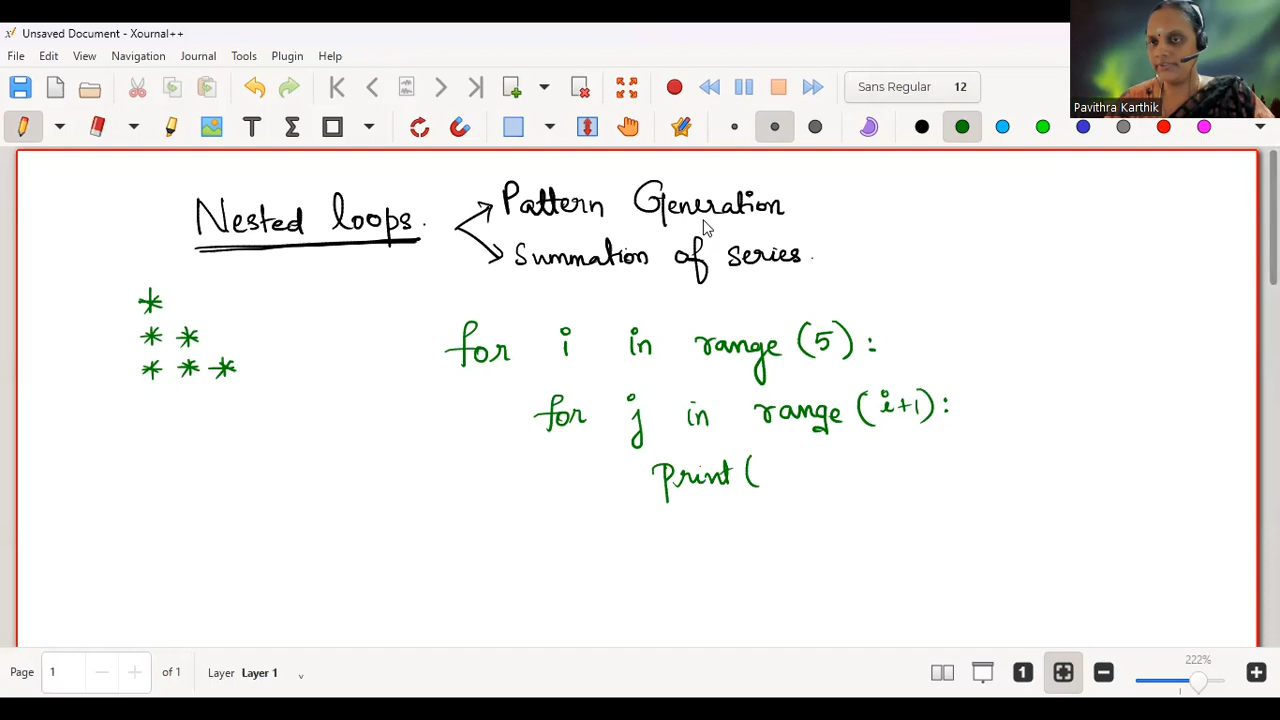 Unsaved Document - Xournal++
File Edit View Navigation Journal Tools Plugin Help
Sans Regular 12
Pavithra Karthik
Nested loops.
Pattern Generation
Summation of series.
*
* *
* * *
for i in range (5):
for j in range (i+1):
print (
Page 1 of 1 Layer Layer 1
1
222%